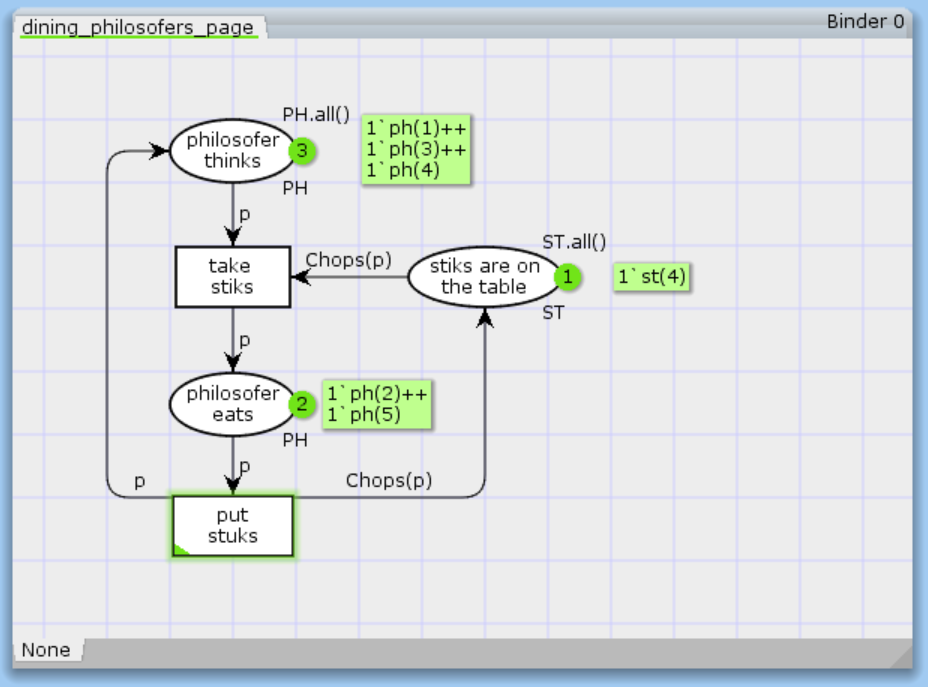 dining_philosofers_page
Binder 0
PH.all()
philosofer
thinks
3
1`ph(1)++
1`ph(3)++
1`ph(4)
PH
p
take
stiks
Chops(p)
ST.all()
stiks are on
the table
1
1`st(4)
ST
p
philosofer
eats
2
1`ph(2)++
1`ph(5)
PH
p
p
Chops(p)
put
stuks
None